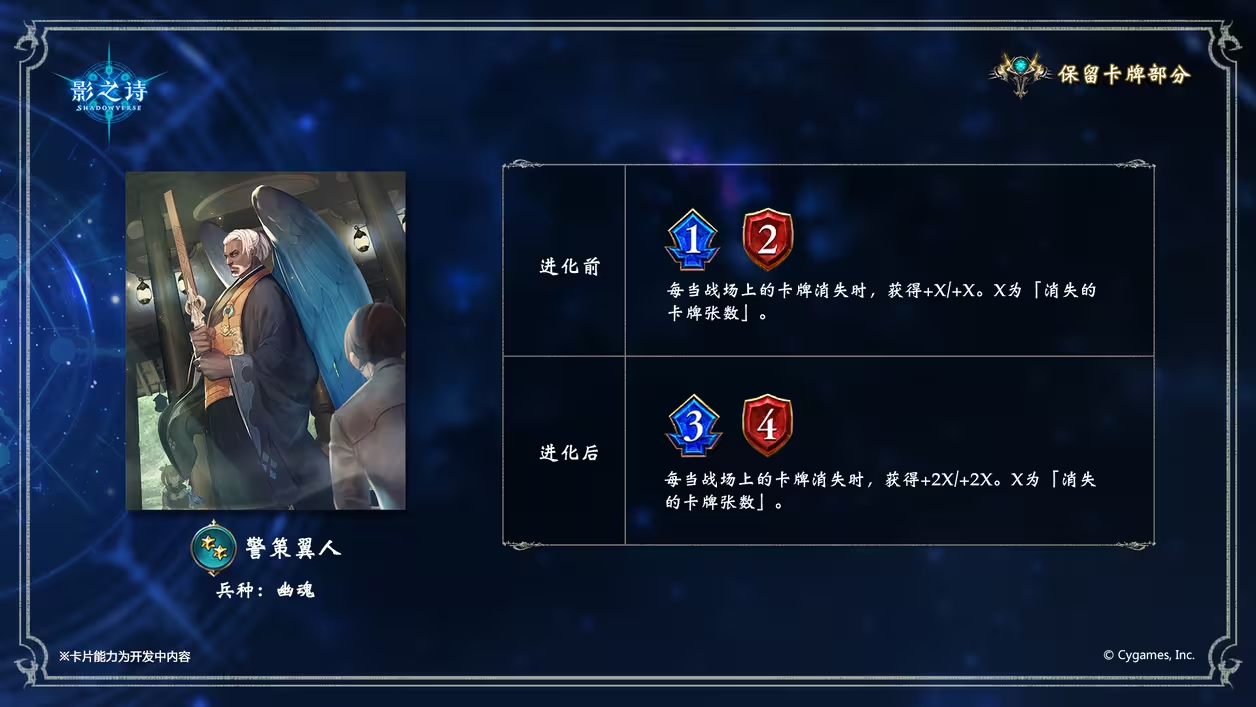 影之诗
SHADOWVERSE
保留卡牌部分
进化前
1 2
每当战场上的卡牌消失时，获得+X/+X。X为「消失的
卡牌张数」。
进化后
3 4
每当战场上的卡牌消失时，获得+2X/+2X。X为「消失
的卡牌张数」。
警策翼人
兵种：幽魂
※卡片能力为开发中内容
© Cygames, Inc.